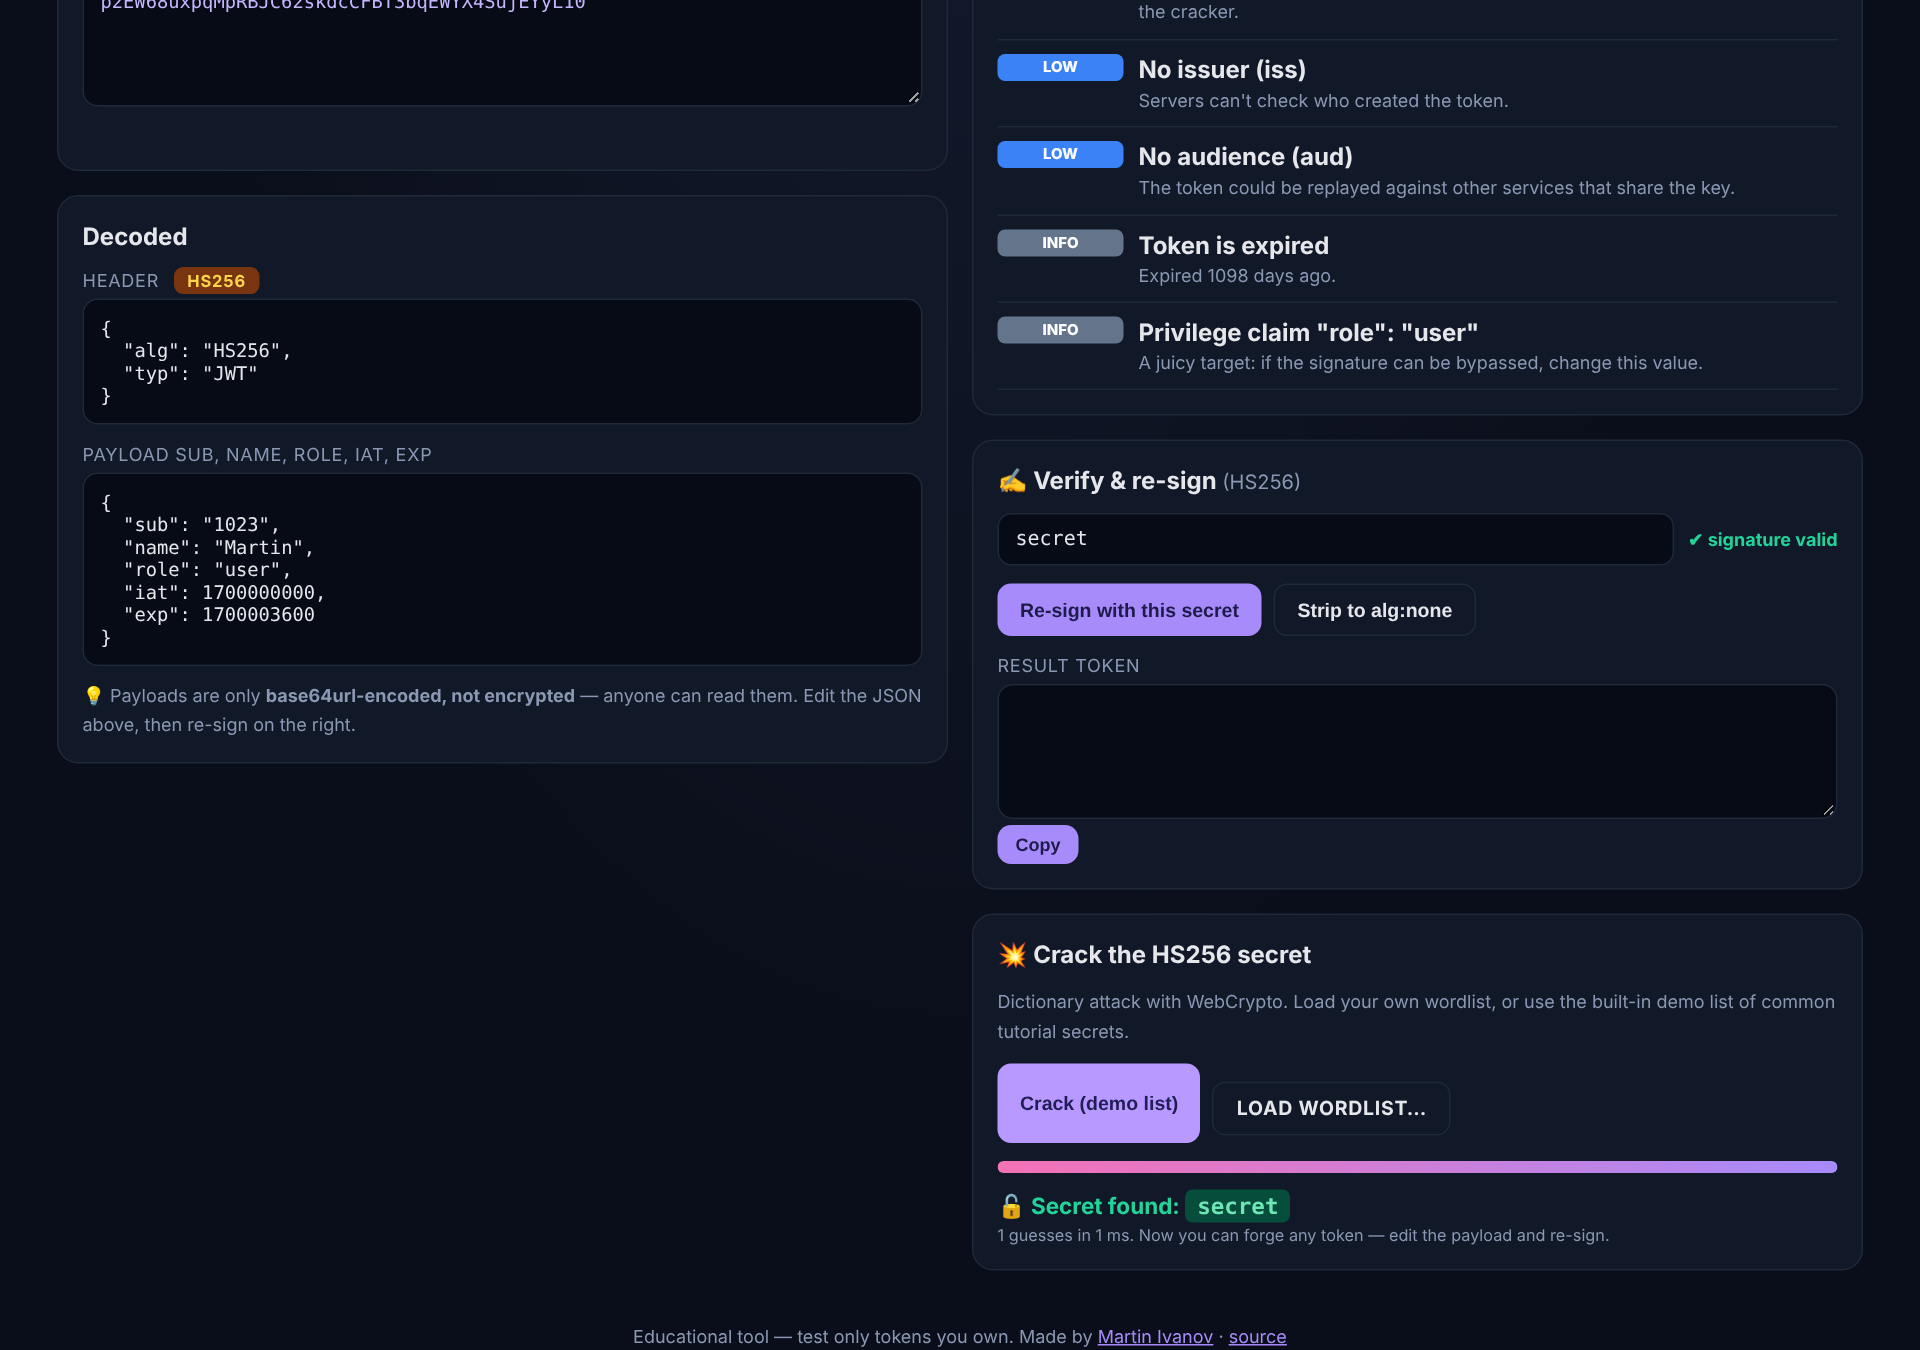 the cracker.
LOW
No issuer (iss)
Servers can't check who created the token.
LOW
No audience (aud)
The token could be replayed against other services that share the key.
INFO
Token is expired
Expired 1098 days ago.
INFO
Privilege claim "role": "user"
A juicy target: if the signature can be bypassed, change this value.
Decoded
HEADER HS256
{
"alg": "HS256",
"typ": "JWT"
}
PAYLOAD SUB, NAME, ROLE, IAT, EXP
{
"sub": "1023",
"name": "Martin",
"role": "user",
"iat": 1700000000,
"exp": 1700003600
}
💡 Payloads are only base64url-encoded, not encrypted — anyone can read them. Edit the JSON
above, then re-sign on the right.
✍️ Verify & re-sign (HS256)
secret
✔ signature valid
Re-sign with this secret
Strip to alg:none
RESULT TOKEN
Copy
💥 Crack the HS256 secret
Dictionary attack with WebCrypto. Load your own wordlist, or use the built-in demo list of common
tutorial secrets.
Crack (demo list)
LOAD WORDLIST…
🔓 Secret found: secret
1 guesses in 1 ms. Now you can forge any token — edit the payload and re-sign.
Educational tool — test only tokens you own. Made by Martin Ivanov · source